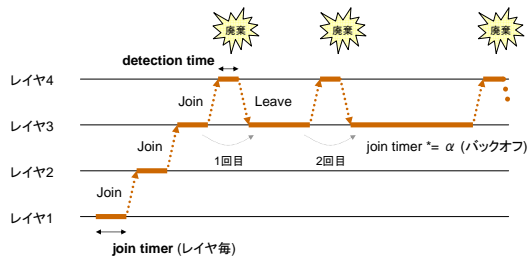 廃棄
廃棄
廃棄
detection time
レイヤ4
Join
Leave
レイヤ3
Join
1回目
2回目
join timer *= α (バックオフ)
レイヤ2
Join
レイヤ1
join timer (レイヤ毎)